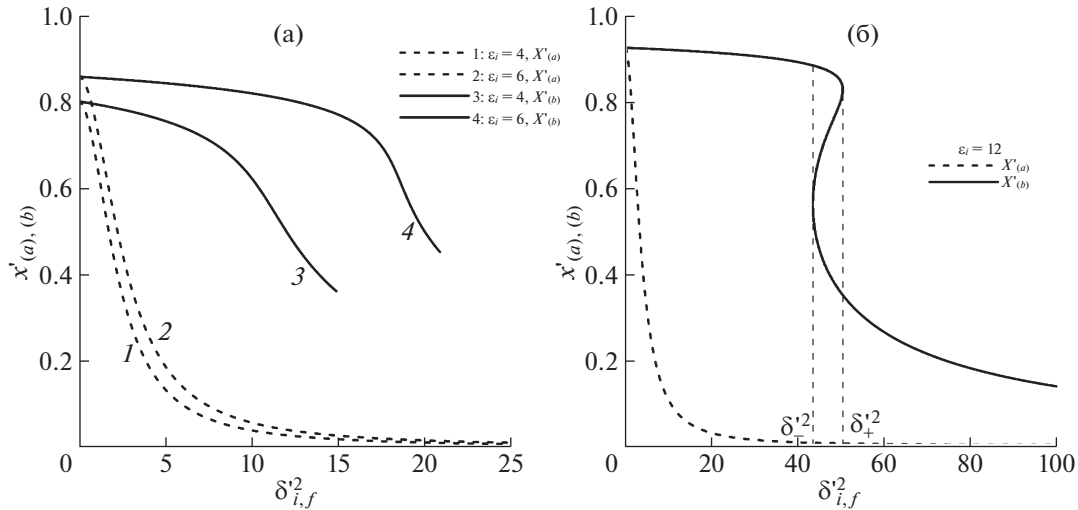 (а)
1: εᵢ = 4, X'₍ₐ₎
2: εᵢ = 6, X'₍ₐ₎
3: εᵢ = 4, X'₍b₎
4: εᵢ = 6, X'₍b₎
1.0
0.8
0.6
0.4
0.2
0
5
10
15
20
25
1
2
3
4
x'(a), (b)
δ'²i,f
(б)
εᵢ = 12
X'₍ₐ₎
X'₍b₎
1.0
0.8
0.6
0.4
0.2
0
20
40
60
80
100
δ'²₋
δ'²₊
x'(a), (b)
δ'²i,f